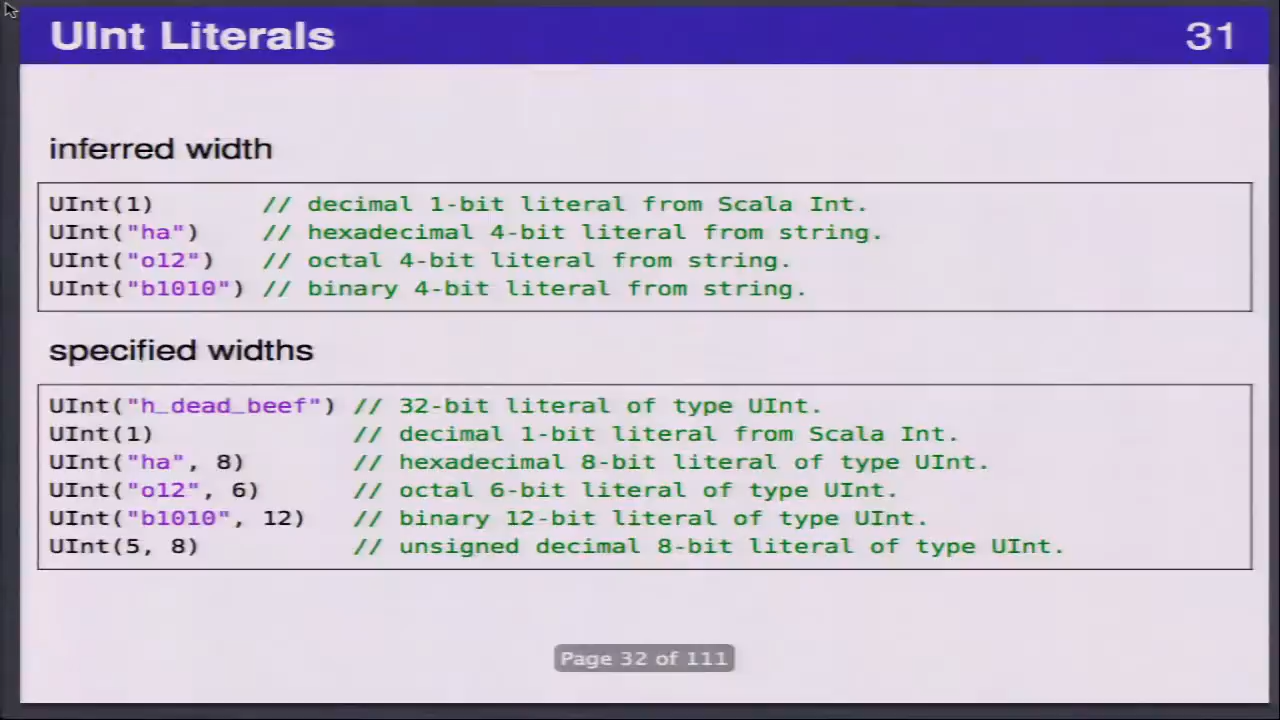 UInt Literals 31
inferred width
UInt(1) // decimal 1-bit literal from Scala Int.
UInt("ha") // hexadecimal 4-bit literal from string.
UInt("o12") // octal 4-bit literal from string.
UInt("b1010") // binary 4-bit literal from string.
specified widths
UInt("h_dead_beef") // 32-bit literal of type UInt.
UInt(1) // decimal 1-bit literal from Scala Int.
UInt("ha", 8) // hexadecimal 8-bit literal of type UInt.
UInt("o12", 6) // octal 6-bit literal of type UInt.
UInt("b1010", 12) // binary 12-bit literal of type UInt.
UInt(5, 8) // unsigned decimal 8-bit literal of type UInt.
Page 32 of 111